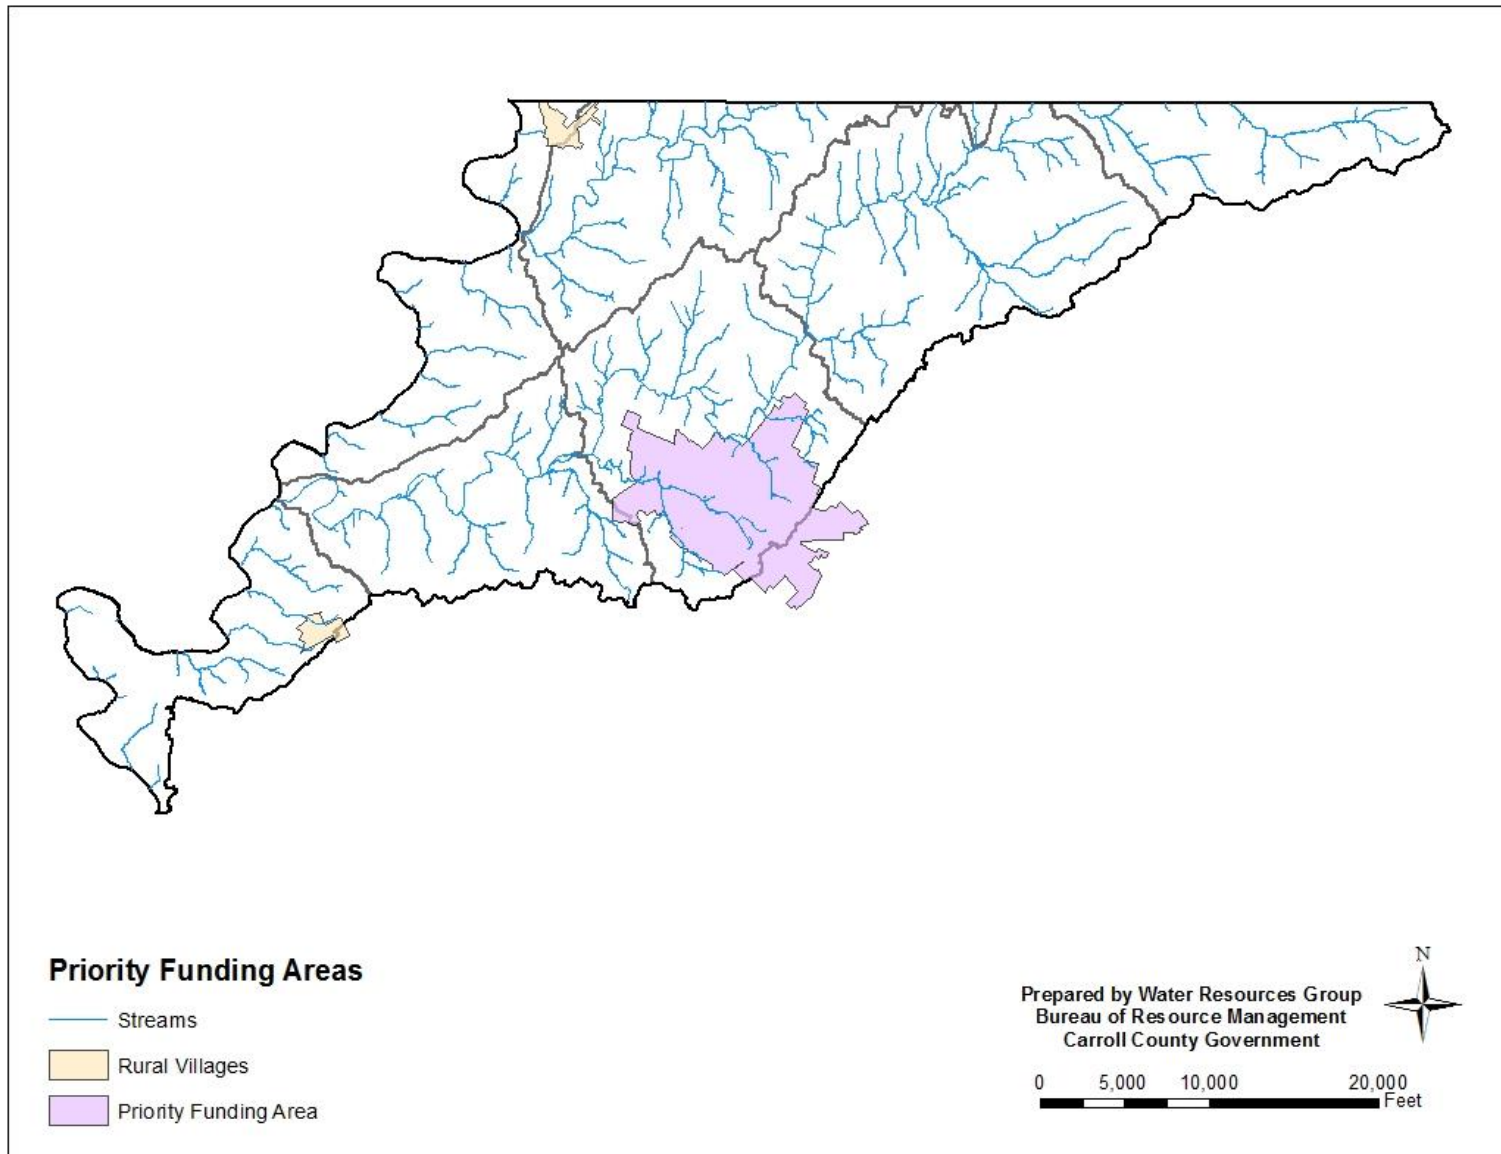 Priority Funding Areas
Streams
Rural Villages
Priority Funding Area
N
Prepared by Water Resources Group
Bureau of Resource Management
Carroll County Government
0 5,000 10,000 20,000
Feet